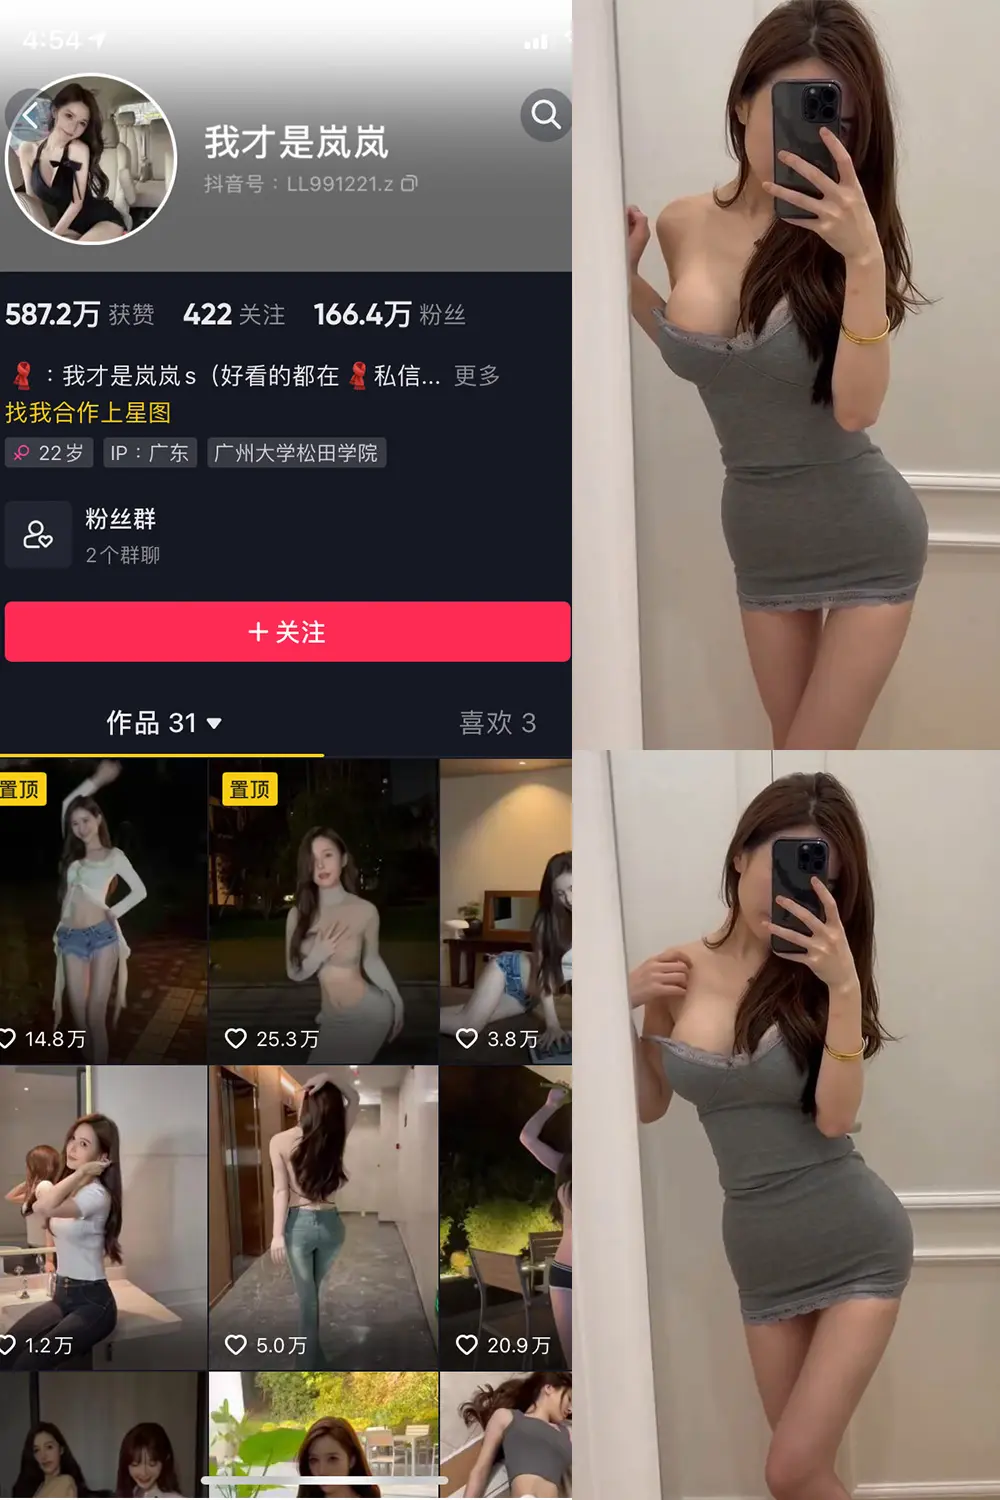 4:54
我才是岚岚
抖音号：LL991221.z
587.2万 获赞 422 关注 166.4万 粉丝
：我才是岚岚s（好看的都在 私信... 更多
找我合作上星图
22岁 IP：广东 广州大学松田学院
粉丝群
2个群聊
+ 关注
作品 31 喜欢 3
置顶 置顶
14.8万 25.3万 3.8万
1.2万 5.0万 20.9万